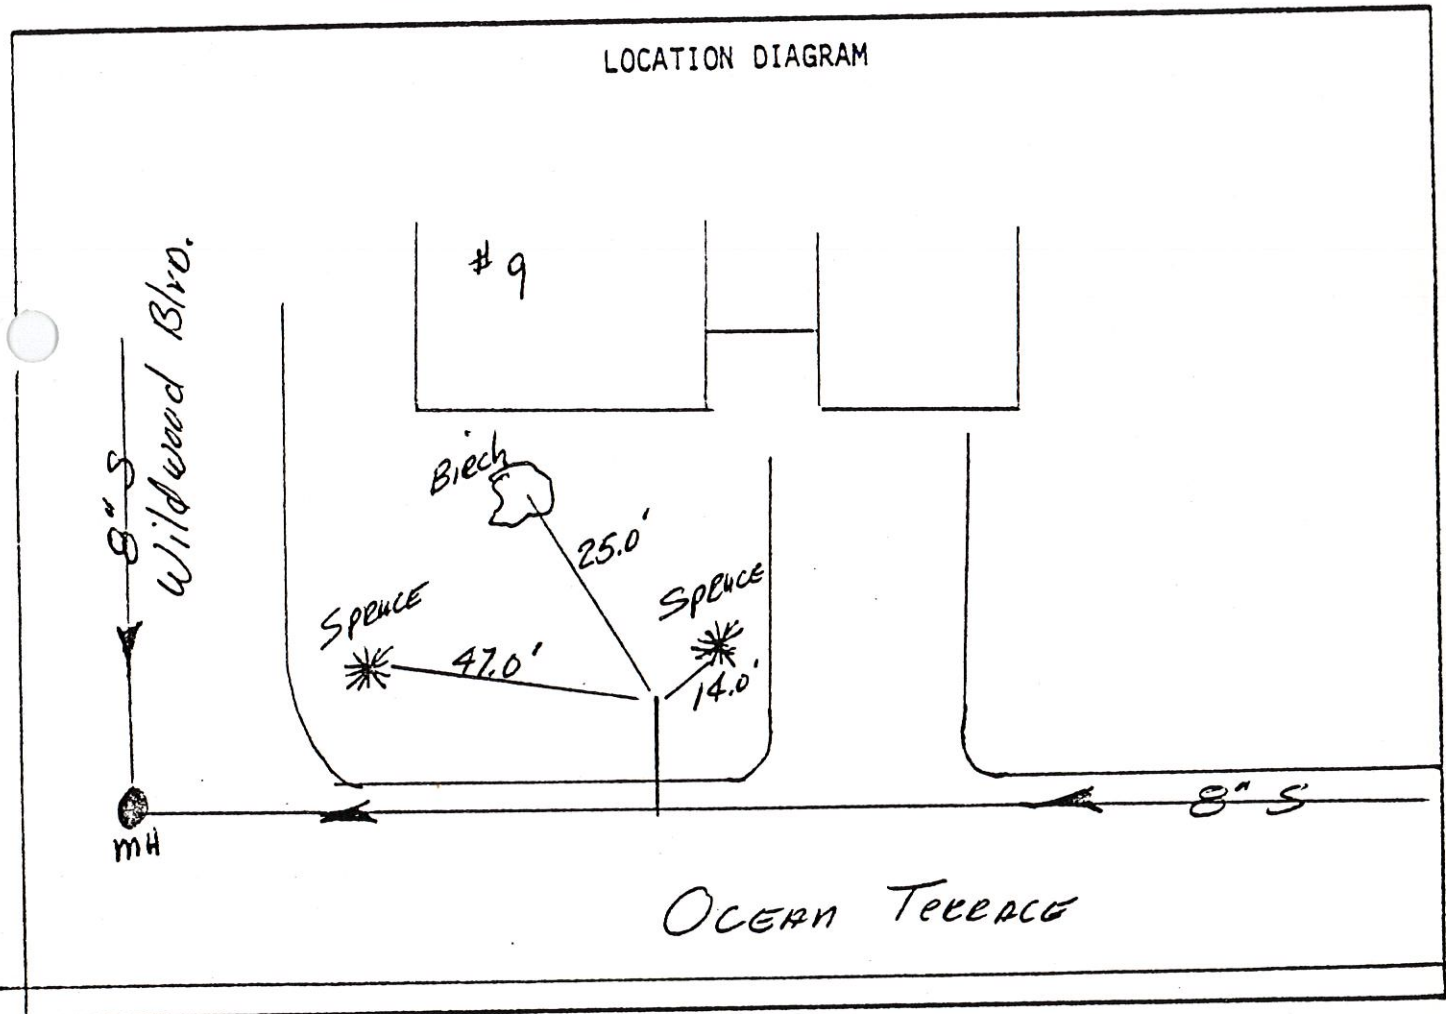 LOCATION DIAGRAM
# 9
Wildwood Blvd.
8" S
Birch
25.0'
Spruce
Spruce
47.0'
14.0'
8" S
MH
Ocean Terrace